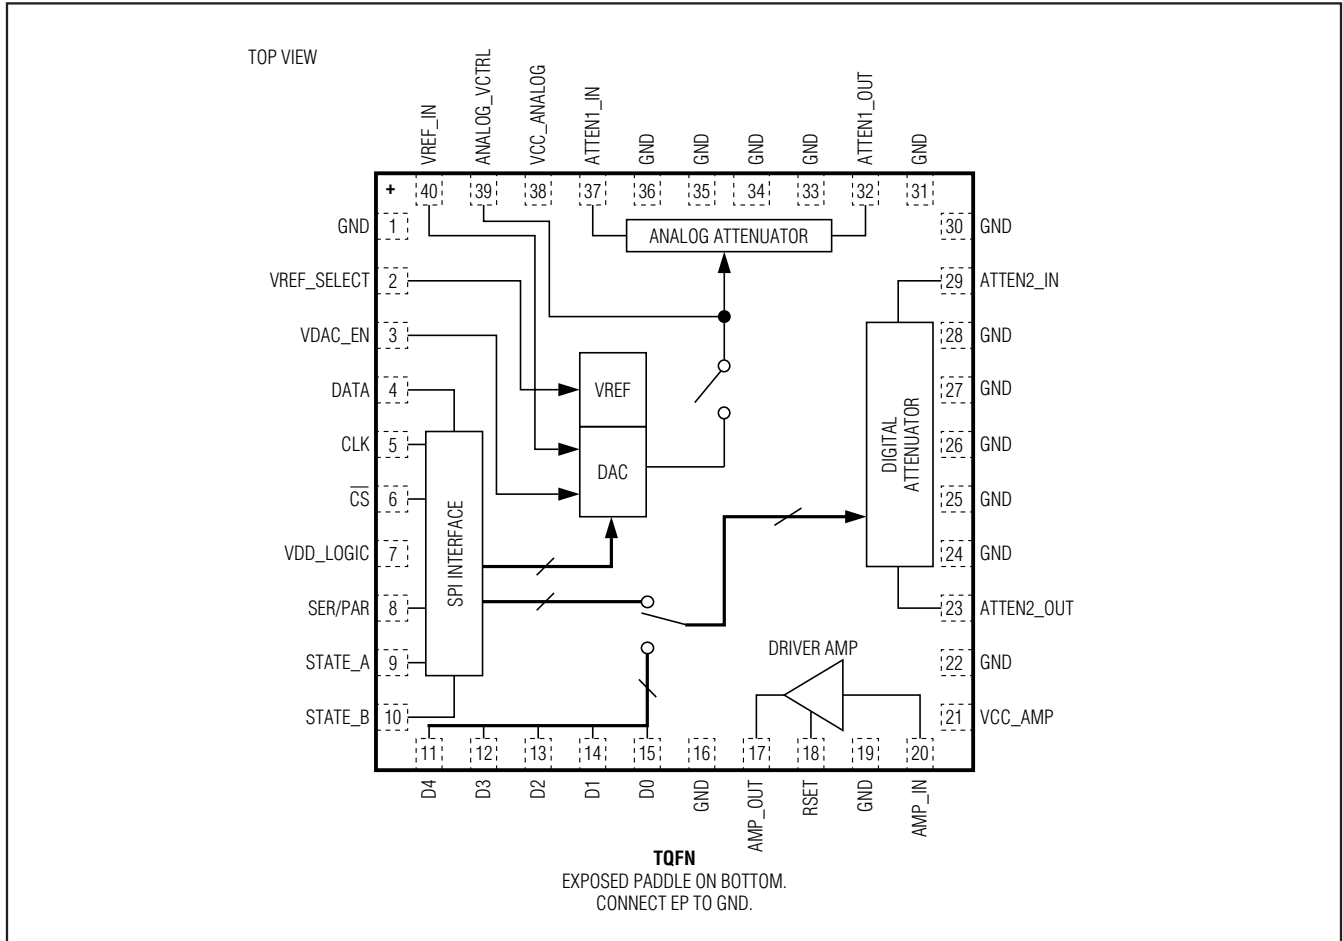 TOP VIEW
VREF_IN
ANALOG_VCTRL
VCC_ANALOG
ATTEN1_IN
GND
GND
GND
GND
ATTEN1_OUT
GND
+
40
39
38
37
36
35
34
33
32
31
GND 1
VREF_SELECT 2
VDAC_EN 3
DATA 4
CLK 5
CS 6
VDD_LOGIC 7
SER/PAR 8
STATE_A 9
STATE_B 10
ANALOG ATTENUATOR
VREF
DAC
SPI INTERFACE
DIGITAL
ATTENUATOR
DRIVER AMP
30 GND
29 ATTEN2_IN
28 GND
27 GND
26 GND
25 GND
24 GND
23 ATTEN2_OUT
22 GND
21 VCC_AMP
11
12
13
14
15
16
17
18
19
20
D4
D3
D2
D1
D0
GND
AMP_OUT
RSET
GND
AMP_IN
TQFN
EXPOSED PADDLE ON BOTTOM.
CONNECT EP TO GND.